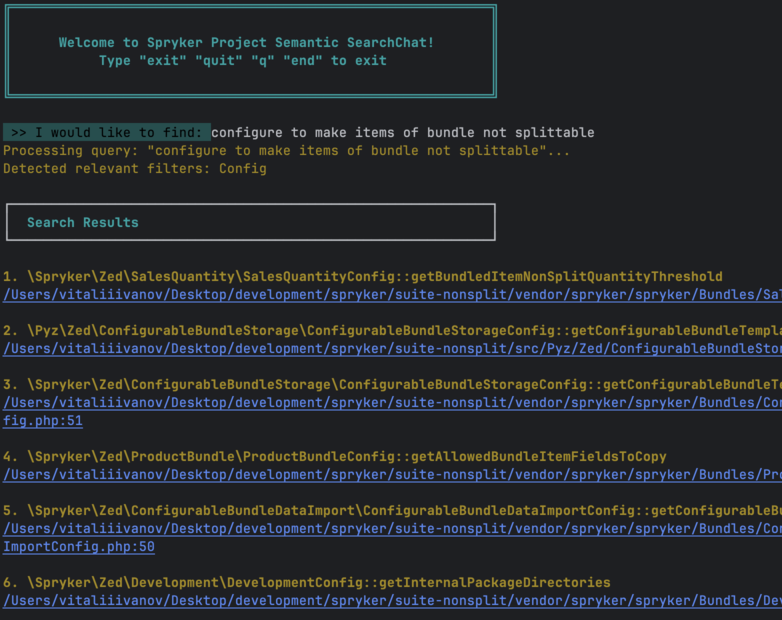 Welcome to Spryker Project Semantic SearchChat!
Type "exit" "quit" "q" "end" to exit
>> I would like to find: configure to make items of bundle not splittable
Processing query: "configure to make items of bundle not splittable"...
Detected relevant filters: Config
Search Results
1. \Spryker\Zed\SalesQuantity\SalesQuantityConfig::getBundledItemNonSplitQuantityThreshold
/Users/vitaliiivanov/Desktop/development/spryker/suite-nonsplit/vendor/spryker/spryker/Bundles/Sal
2. \Pyz\Zed\ConfigurableBundleStorage\ConfigurableBundleStorageConfig::getConfigurableBundleTempla
/Users/vitaliiivanov/Desktop/development/spryker/suite-nonsplit/src/Pyz/Zed/ConfigurableBundleStor
3. \Spryker\Zed\ConfigurableBundleStorage\ConfigurableBundleStorageConfig::getConfigurableBundleTe
/Users/vitaliiivanov/Desktop/development/spryker/suite-nonsplit/vendor/spryker/spryker/Bundles/Con
fig.php:51
4. \Spryker\Zed\ProductBundle\ProductBundleConfig::getAllowedBundleItemFieldsToCopy
/Users/vitaliiivanov/Desktop/development/spryker/suite-nonsplit/vendor/spryker/spryker/Bundles/Pro
5. \Spryker\Zed\ConfigurableBundleDataImport\ConfigurableBundleDataImportConfig::getConfigurableBu
/Users/vitaliiivanov/Desktop/development/spryker/suite-nonsplit/vendor/spryker/spryker/Bundles/Con
ImportConfig.php:50
6. \Spryker\Zed\Development\DevelopmentConfig::getInternalPackageDirectories
/Users/vitaliiivanov/Desktop/development/spryker/suite-nonsplit/vendor/spryker/spryker/Bundles/Dev